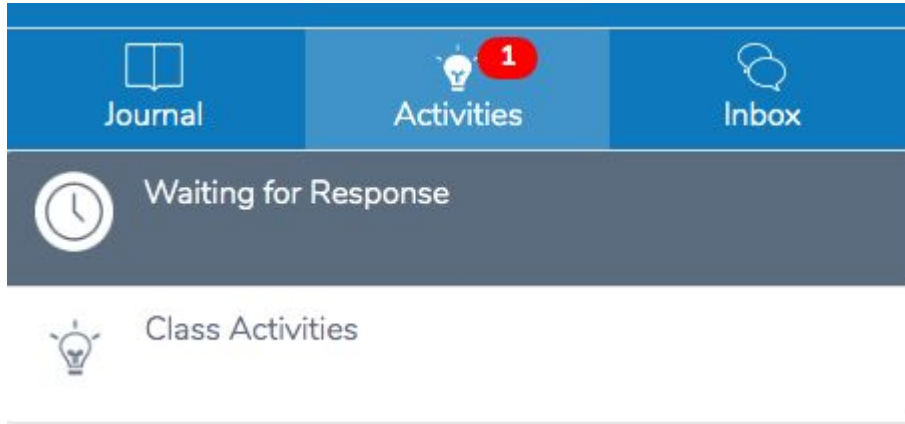 1
Journal Activities Inbox
Waiting for Response
Class Activities